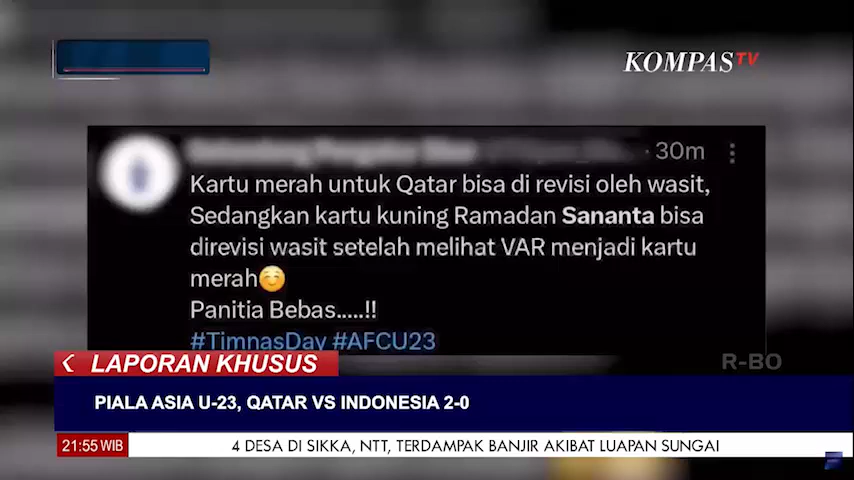 KOMPASTV
· 30m
Kartu merah untuk Qatar bisa di revisi oleh wasit,
Sedangkan kartu kuning Ramadan Sananta bisa
direvisi wasit setelah melihat VAR menjadi kartu
merah☺️
Panitia Bebas.....!!
#TimnasDay #AFCU23
R-BO
LAPORAN KHUSUS
PIALA ASIA U-23, QATAR VS INDONESIA 2-0
21:55 WIB
4 DESA DI SIKKA, NTT, TERDAMPAK BANJIR AKIBAT LUAPAN SUNGAI